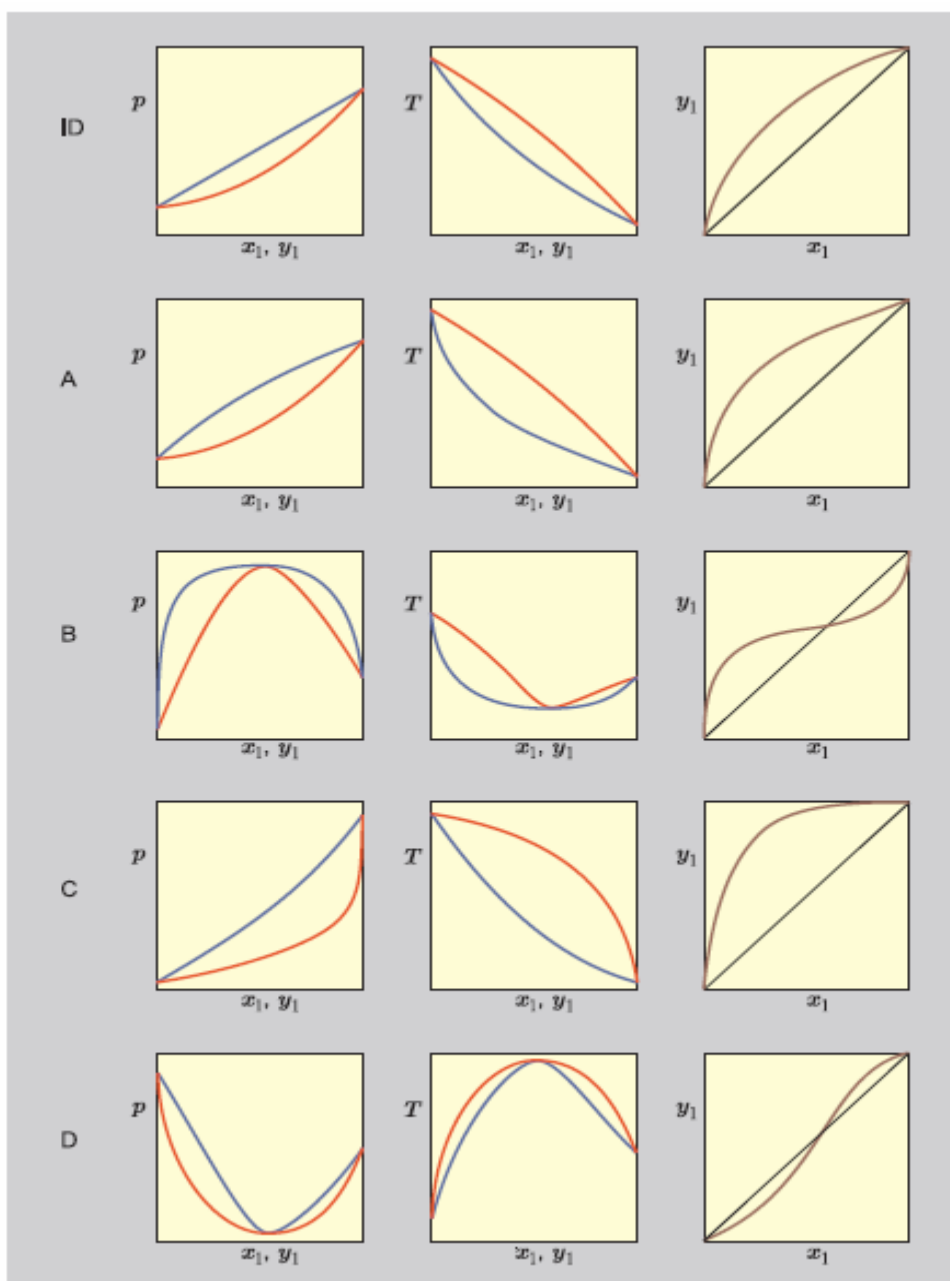 p T y₁
ID
x₁, y₁ x₁, y₁ x₁
p T y₁
A
x₁, y₁ x₁, y₁ x₁
p T y₁
B
x₁, y₁ x₁, y₁ x₁
p T y₁
C
x₁, y₁ x₁, y₁ x₁
p T y₁
D
x₁, y₁ x₁, y₁ x₁